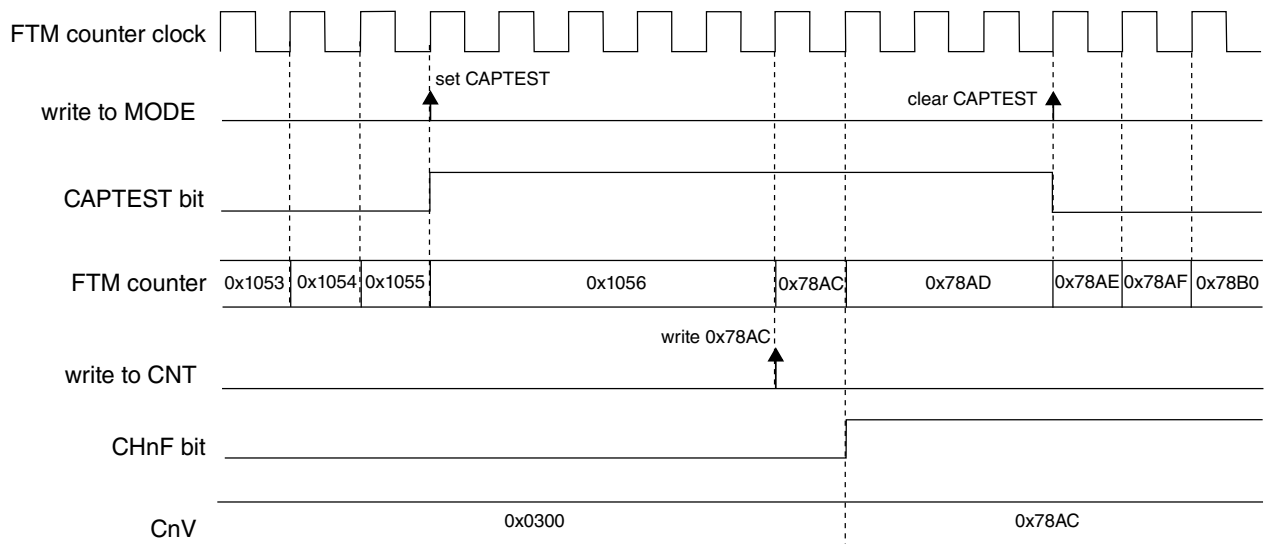 FTM counter clock
set CAPTEST
write to MODE
clear CAPTEST
CAPTEST bit
FTM counter
0x1053 0x1054 0x1055 0x1056 0x78AC 0x78AD 0x78AE 0x78AF 0x78B0
write 0x78AC
write to CNT
CHnF bit
CnV
0x0300 0x78AC